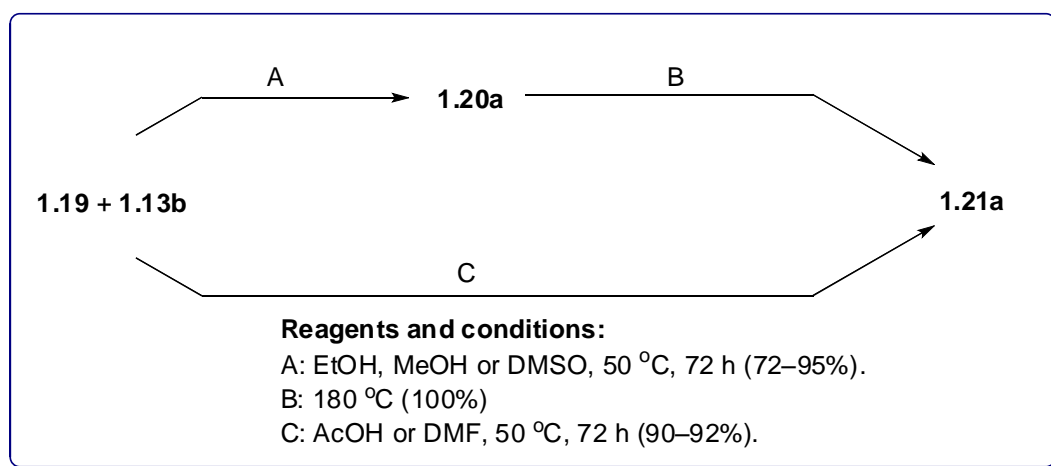 A
1.20a
B
1.19 + 1.13b
1.21a
C
Reagents and conditions:
A: EtOH, MeOH or DMSO, 50 °C, 72 h (72–95%).
B: 180 °C (100%)
C: AcOH or DMF, 50 °C, 72 h (90–92%).